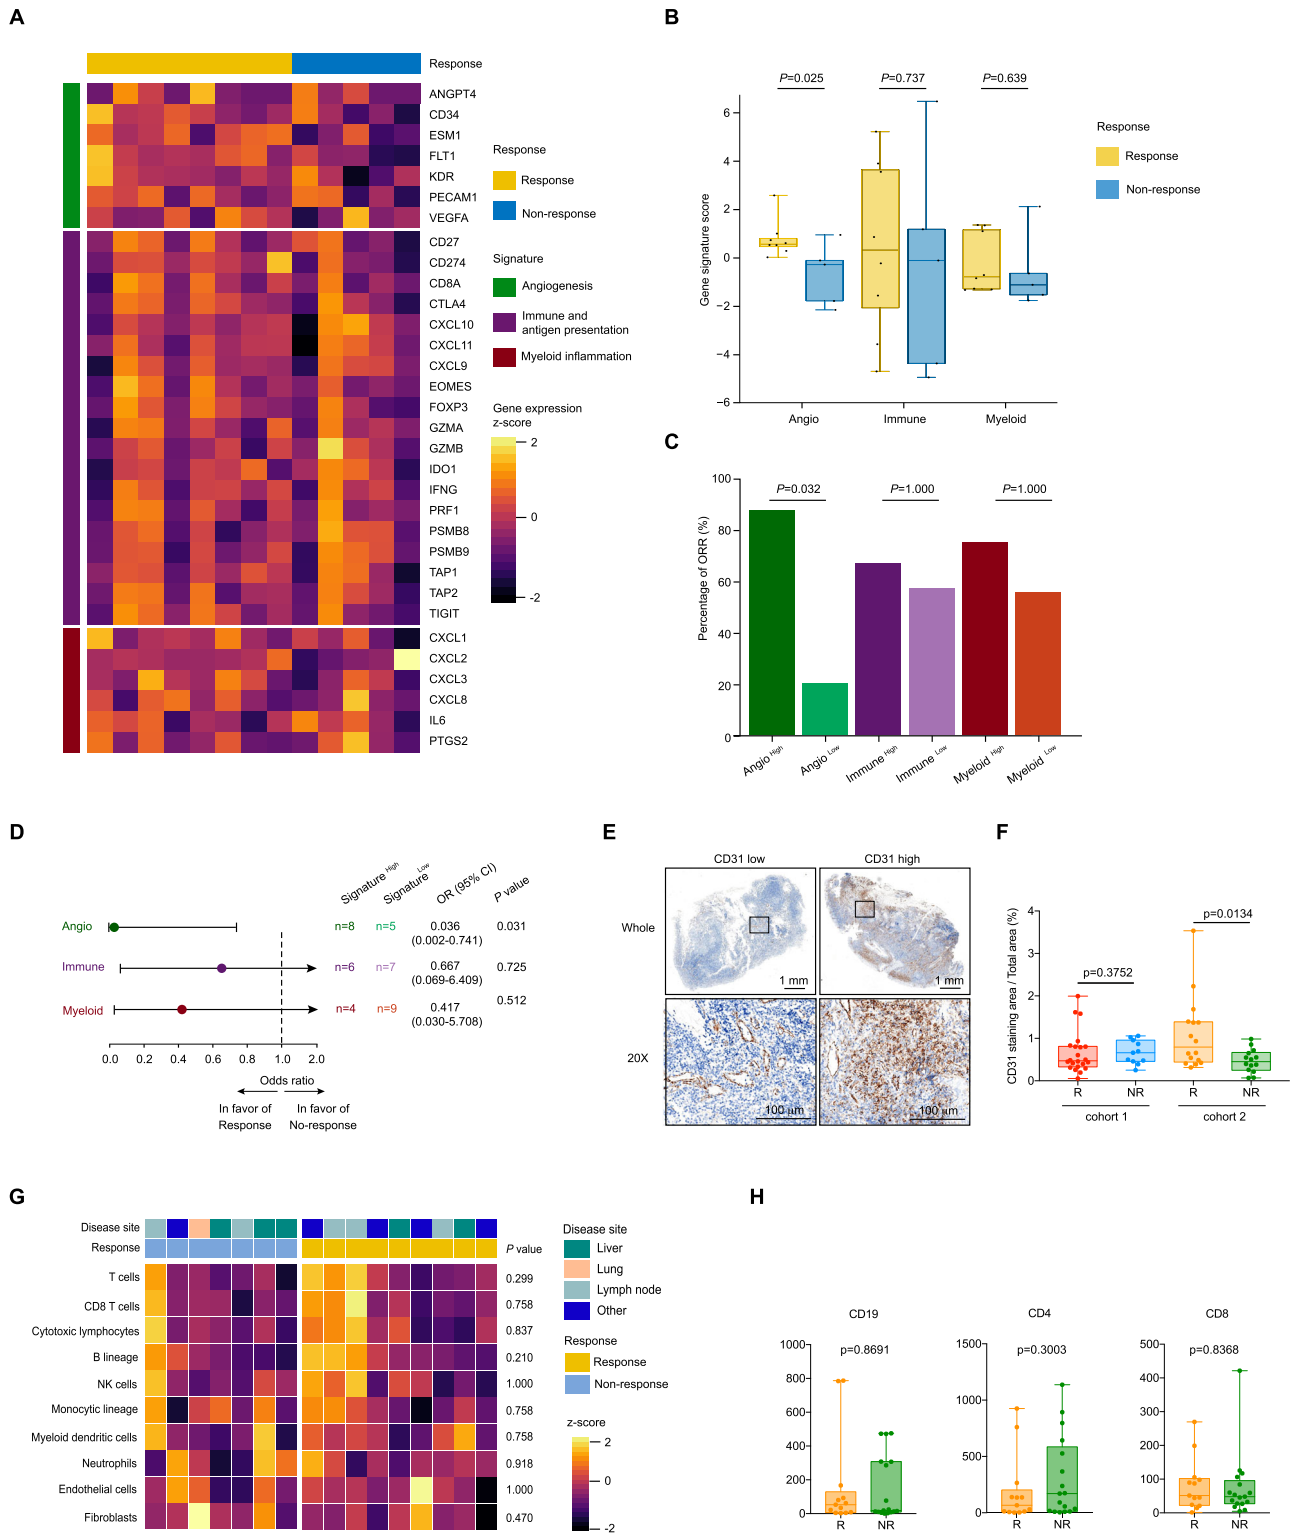 A
Response
ANGPT4
CD34
ESM1
FLT1
KDR
PECAM1
VEGFA
CD27
CD274
CD8A
CTLA4
CXCL10
CXCL11
CXCL9
EOMES
FOXP3
GZMA
GZMB
IDO1
IFNG
PRF1
PSMB8
PSMB9
TAP1
TAP2
TIGIT
CXCL1
CXCL2
CXCL3
CXCL8
IL6
PTGS2
Response
Response
Non-response
Signature
Angiogenesis
Immune and
antigen presentation
Myeloid inflammation
Gene expression
z-score
2
0
-2
B
P=0.025
P=0.737
P=0.639
Gene signature score
6
4
2
0
−2
−4
−6
Angio
Immune
Myeloid
Response
Response
Non-response
C
P=0.032
P=1.000
P=1.000
Percentage of ORR (%)
100
80
60
40
20
0
Angio High
Angio Low
Immune High
Immune Low
Myeloid High
Myeloid Low
D
Signature High
Signature Low
OR (95% CI)
P value
Angio
n=8
n=5
0.036
(0.002-0.741)
0.031
Immune
n=6
n=7
0.667
(0.069-6.409)
0.725
Myeloid
n=4
n=9
0.417
(0.030-5.708)
0.512
0.0
0.2
0.4
0.6
1.0
2.0
Odds ratio
In favor of
Response
In favor of
No-response
E
CD31 low
CD31 high
Whole
1 mm
1 mm
20X
100 µm
100 µm
F
CD31 staining area / Total area (%)
4
3
2
1
0
p=0.3752
p=0.0134
R
NR
R
NR
cohort 1
cohort 2
G
Disease site
Response
P value
T cells
0.299
CD8 T cells
0.758
Cytotoxic lymphocytes
0.837
B lineage
0.210
NK cells
1.000
Monocytic lineage
0.758
Myeloid dendritic cells
0.758
Neutrophils
0.918
Endothelial cells
1.000
Fibroblasts
0.470
Disease site
Liver
Lung
Lymph node
Other
Response
Response
Non-response
z-score
2
0
-2
H
CD19
p=0.8691
1000
800
600
400
200
0
R
NR
CD4
p=0.3003
1500
1000
500
0
R
NR
CD8
p=0.8368
500
400
300
200
100
0
R
NR